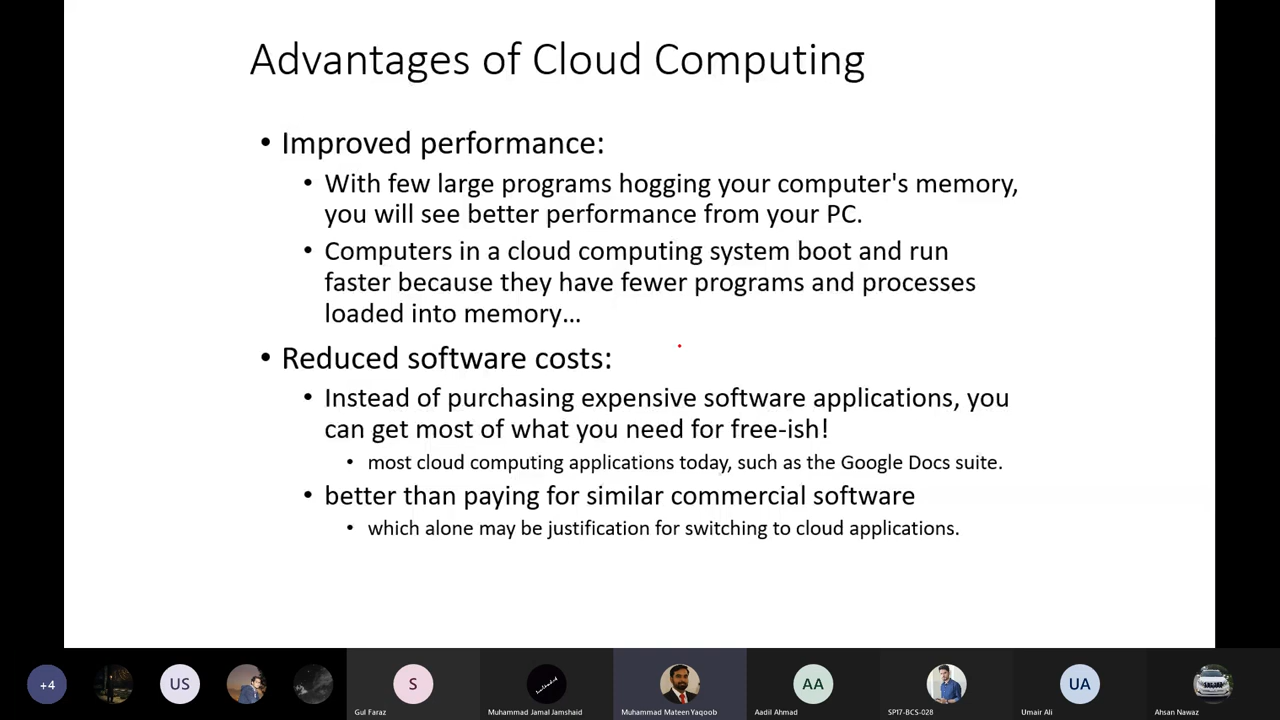 Advantages of Cloud Computing
• Improved performance:
• With few large programs hogging your computer's memory,
you will see better performance from your PC.
• Computers in a cloud computing system boot and run
faster because they have fewer programs and processes
loaded into memory…
• Reduced software costs:
• Instead of purchasing expensive software applications, you
can get most of what you need for free-ish!
• most cloud computing applications today, such as the Google Docs suite.
• better than paying for similar commercial software
• which alone may be justification for switching to cloud applications.
+4
US
S
AA
UA
Gul Faraz
Muhammad Jamal Jamshaid
Muhammad Mateen Yaqoob
Aadil Ahmad
SP17-BCS-028
Umair Ali
Ahsan Nawaz